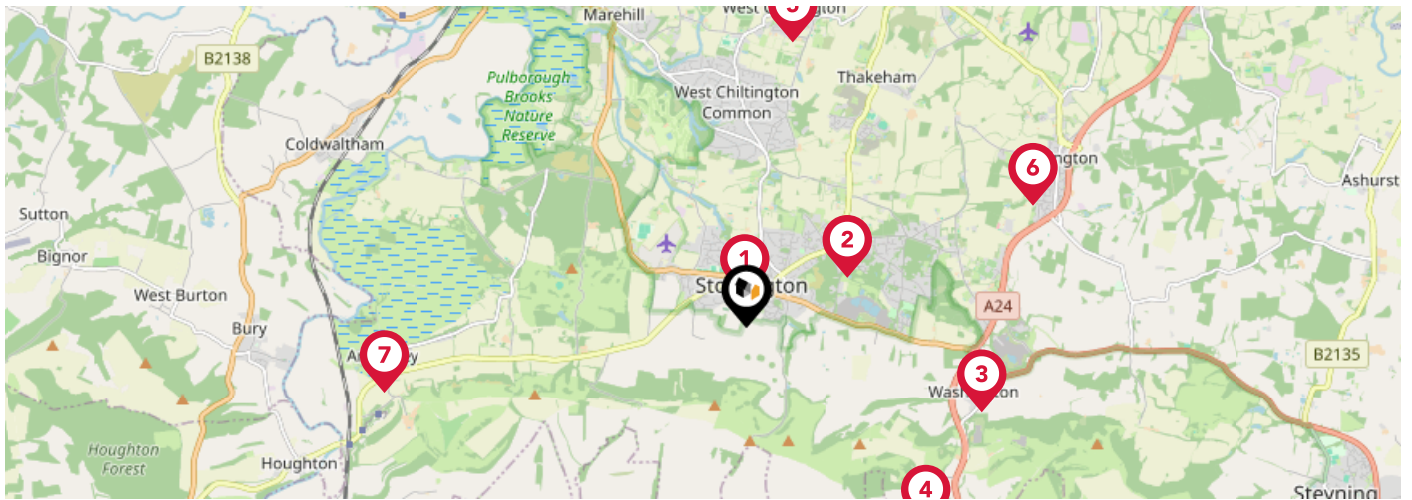 Marehill
5
B2138
Pulborough
Brooks
Nature
Reserve
Thakeham
West Chiltington
Common
Coldwaltham
6
Ashurst
Sutton
2
Bignor
1
West Burton
A24
Bury
7
B2135
3
Houghton
Forest
Houghton
4
Steyning